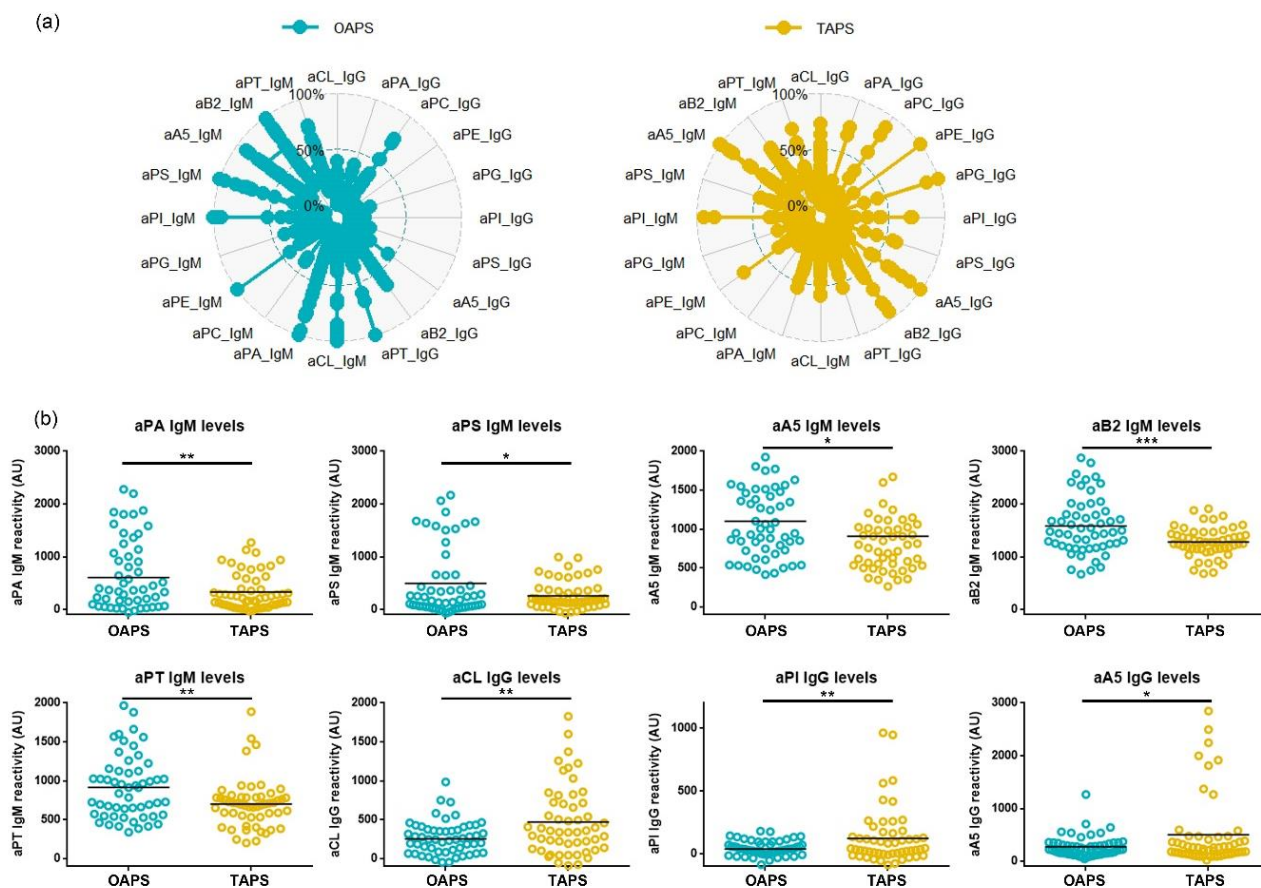 (a)
OAPS
TAPS
aCL_IgG
aPA_IgG
aPC_IgG
aPE_IgG
aPG_IgG
aPI_IgG
aPS_IgG
aA5_IgG
aB2_IgG
aPT_IgG
aCL_IgM
aPA_IgM
aPC_IgM
aPE_IgM
aPG_IgM
aPI_IgM
aPS_IgM
aA5_IgM
aB2_IgM
aPT_IgM
100%
50%
0%
aCL_IgG
aPA_IgG
aPC_IgG
aPE_IgG
aPG_IgG
aPI_IgG
aPS_IgG
aA5_IgG
aB2_IgG
aPT_IgG
aCL_IgM
aPA_IgM
aPC_IgM
aPE_IgM
aPG_IgM
aPI_IgM
aPS_IgM
aA5_IgM
aB2_IgM
aPT_IgM
100%
50%
0%
(b)
aPA IgM levels
**
aPA IgM reactivity (AU)
3000
2000
1000
0
OAPS TAPS
aPS IgM levels
*
aPS IgM reactivity (AU)
3000
2000
1000
0
OAPS TAPS
aA5 IgM levels
*
aA5 IgM reactivity (AU)
2000
1500
1000
500
0
OAPS TAPS
aB2 IgM levels
***
aB2 IgM reactivity (AU)
3000
2000
1000
0
OAPS TAPS
aPT IgM levels
**
aPT IgM reactivity (AU)
2000
1500
1000
500
0
OAPS TAPS
aCL IgG levels
**
aCL IgG reactivity (AU)
2000
1500
1000
500
0
OAPS TAPS
aPI IgG levels
**
aPI IgG reactivity (AU)
1000
500
0
OAPS TAPS
aA5 IgG levels
*
aA5 IgG reactivity (AU)
3000
2000
1000
0
OAPS TAPS